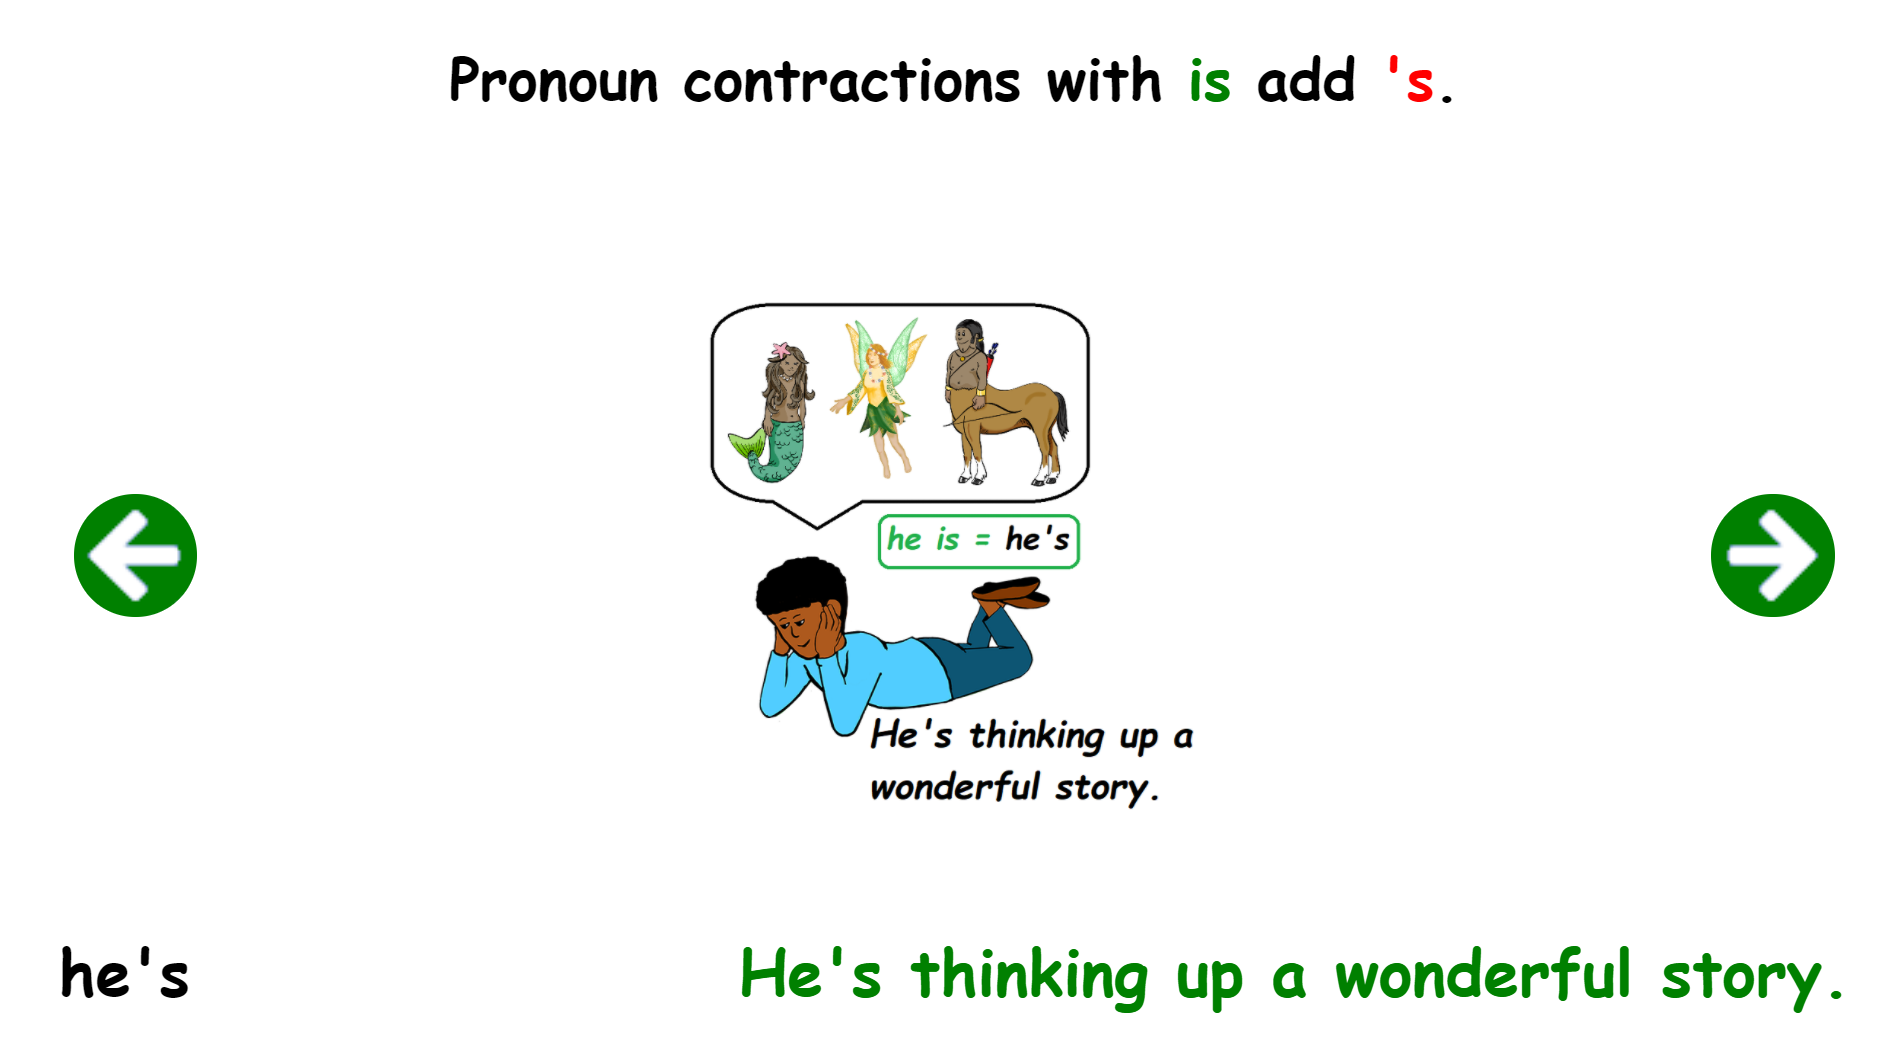 Pronoun contractions with is add 's.
he is = he's
He's thinking up a
wonderful story.
he's
He's thinking up a wonderful story.